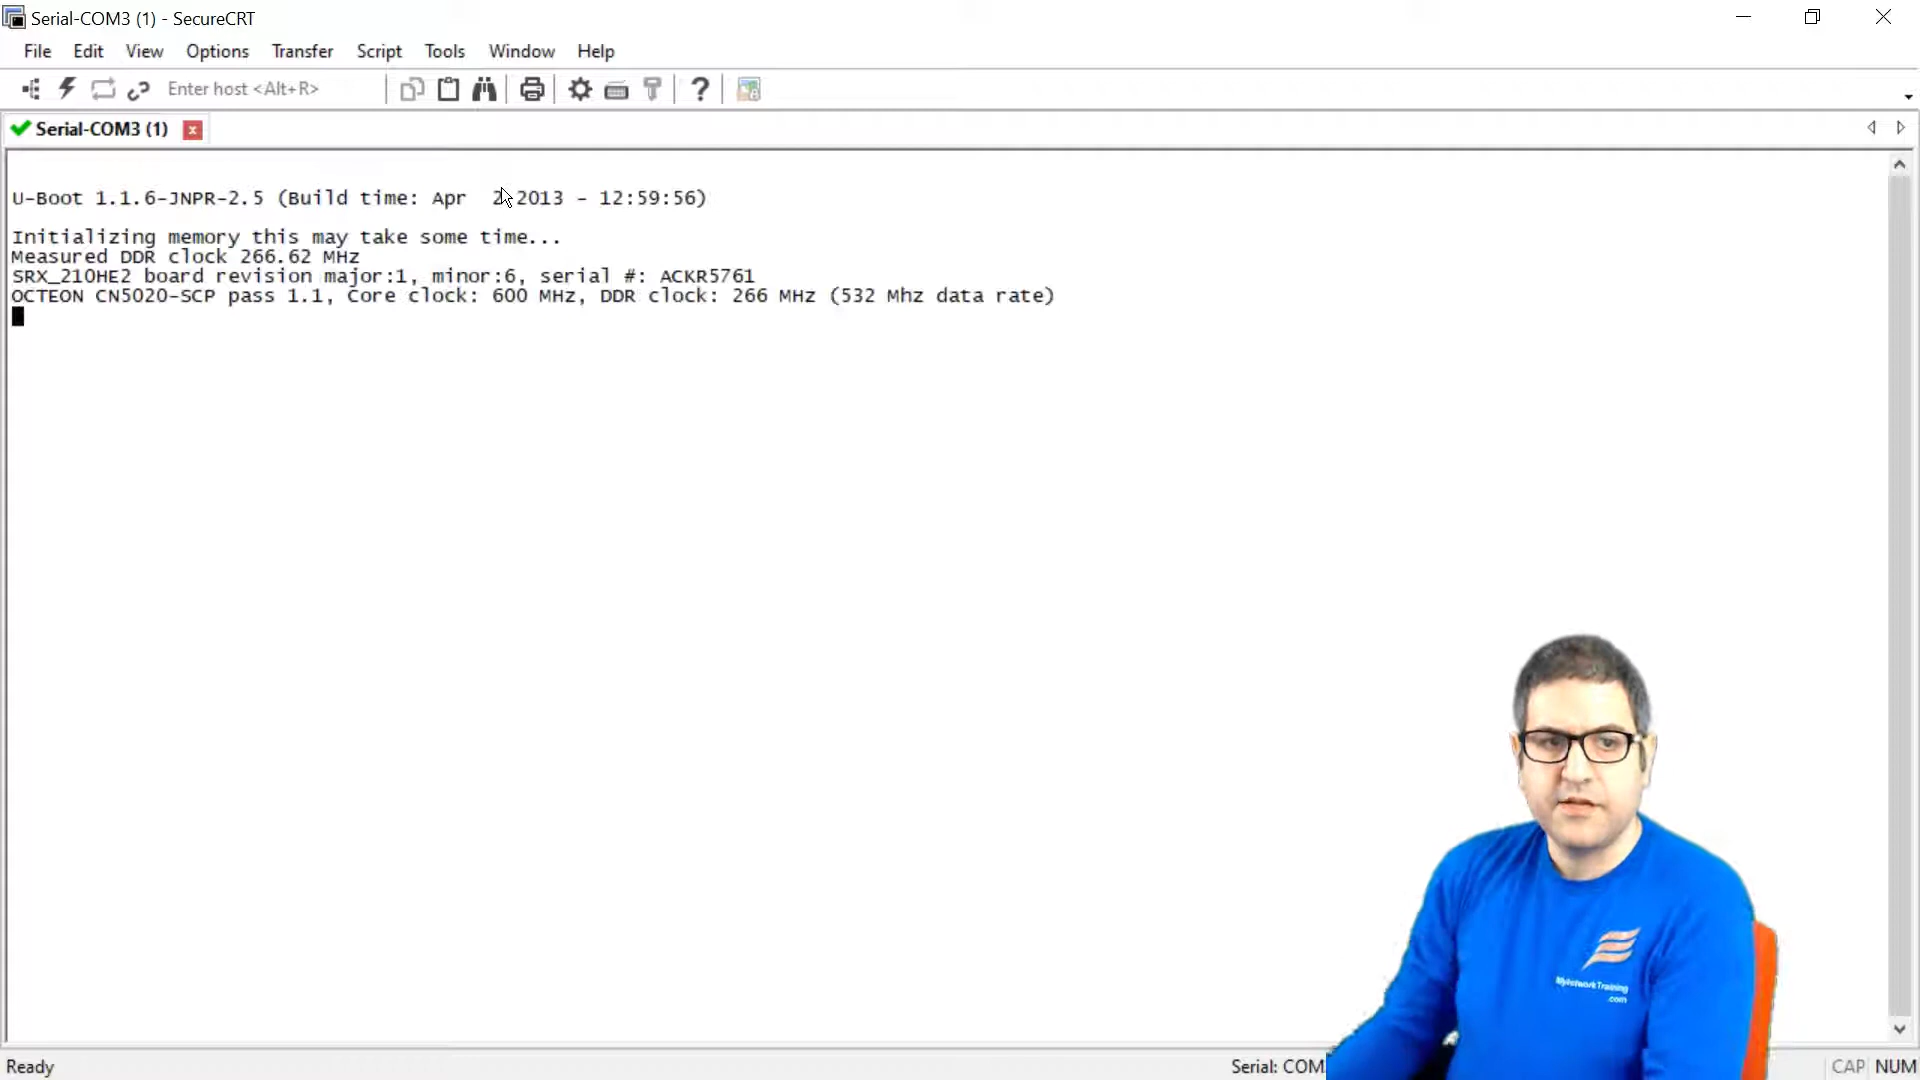 Serial-COM3 (1) - SecureCRT
File Edit View Options Transfer Script Tools Window Help
Enter host <Alt+R>
Serial-COM3 (1)
U-Boot 1.1.6-JNPR-2.5 (Build time: Apr 2 2013 - 12:59:56)
Initializing memory this may take some time...
Measured DDR clock 266.62 MHz
SRX_210HE2 board revision major:1, minor:6, serial #: ACKR5761
OCTEON CN5020-SCP pass 1.1, Core clock: 600 MHz, DDR clock: 266 MHz (532 Mhz data rate)
MyNetworkTraining
.com
Ready Serial: COM CAP NUM